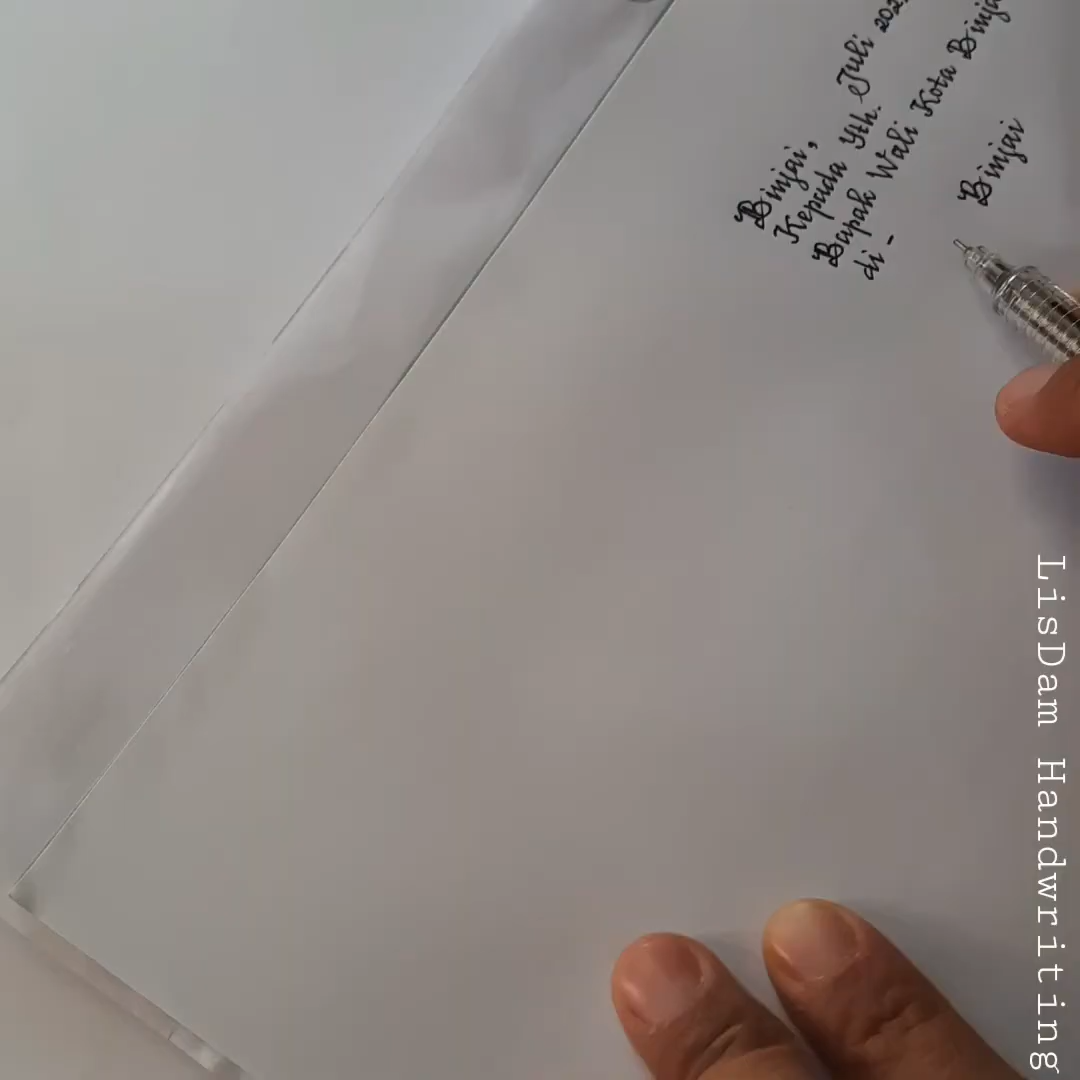 Binjai, Juli
Kepada Yth.
Bapak Wali Kota
di-
Binjai
LisDam Handwriting